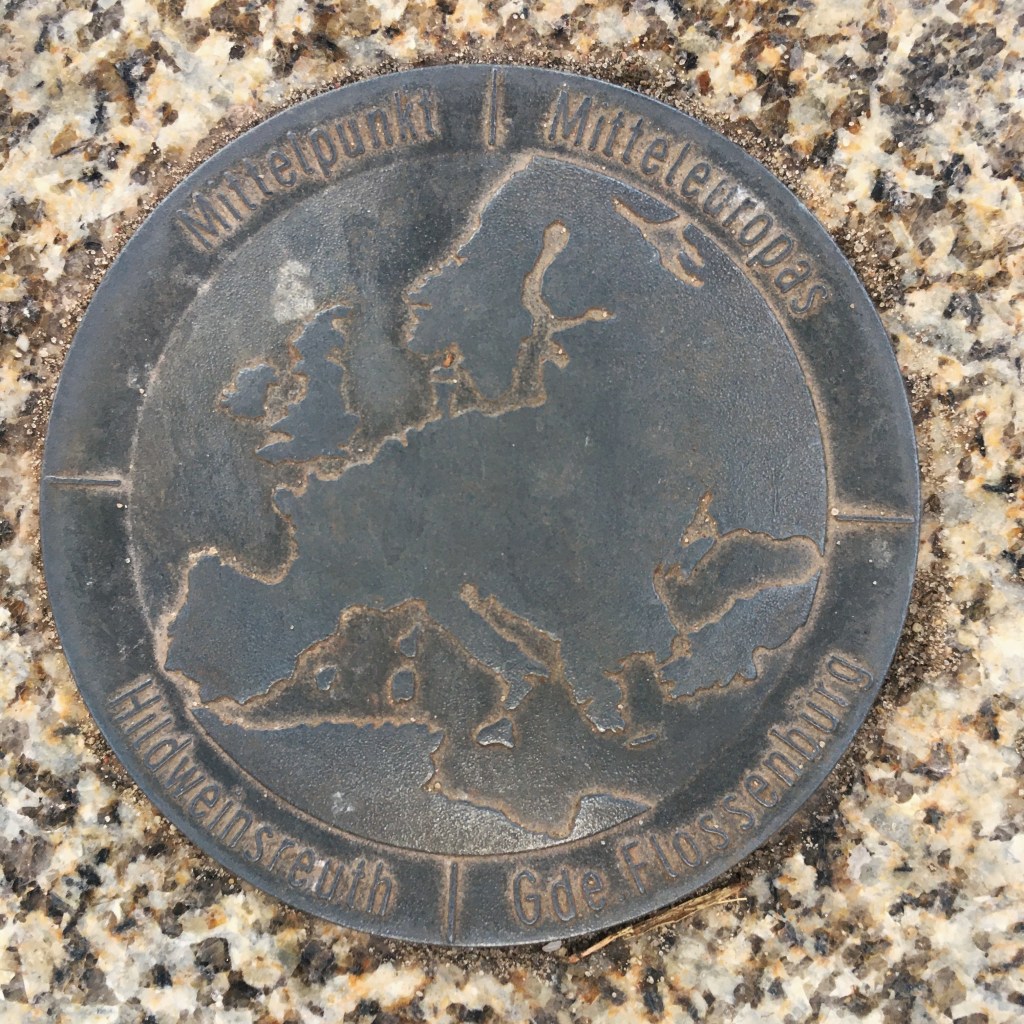 Mittelpunkt
Mitteleuropas
Hildweinsreuth
Gde. Flossenbürg